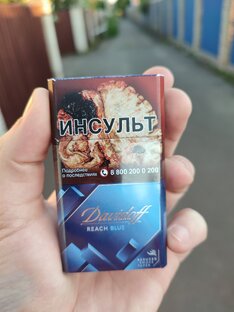 ИНСУЛЬТ
Подробнее
о последствиях
8 800 200 0 200
Davidoff
REACH BLUE